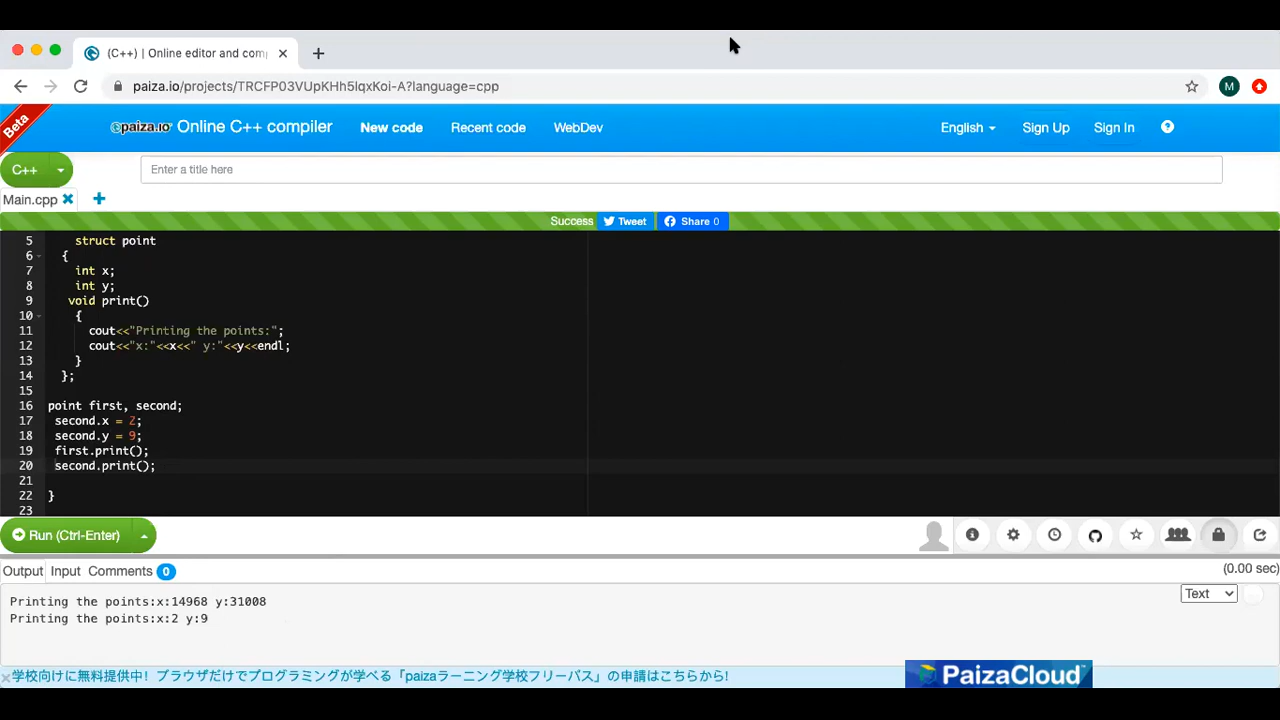 (C++) | Online editor and comp
paiza.io/projects/TRCFP03VUpKHh5IqxKoi-A?language=cpp
M
Beta
paiza.io Online C++ compiler New code Recent code WebDev English Sign Up Sign In
C++ Enter a title here
Main.cpp
Success Tweet Share 0
5 struct point
6 {
7 int x;
8 int y;
9 void print()
10 {
11 cout<<"Printing the points:";
12 cout<<"x:"<<x<<" y:"<<y<<endl;
13 }
14 };
15
16 point first, second;
17 second.x = 2;
18 second.y = 9;
19 first.print();
20 second.print();
21
22 }
23
Run (Ctrl-Enter)
Output Input Comments 0 (0.00 sec)
Text
Printing the points:x:14968 y:31008
Printing the points:x:2 y:9
学校向けに無料提供中！ブラウザだけでプログラミングが学べる「paizaラーニング学校フリーパス」の申請はこちらから！
PaizaCloud